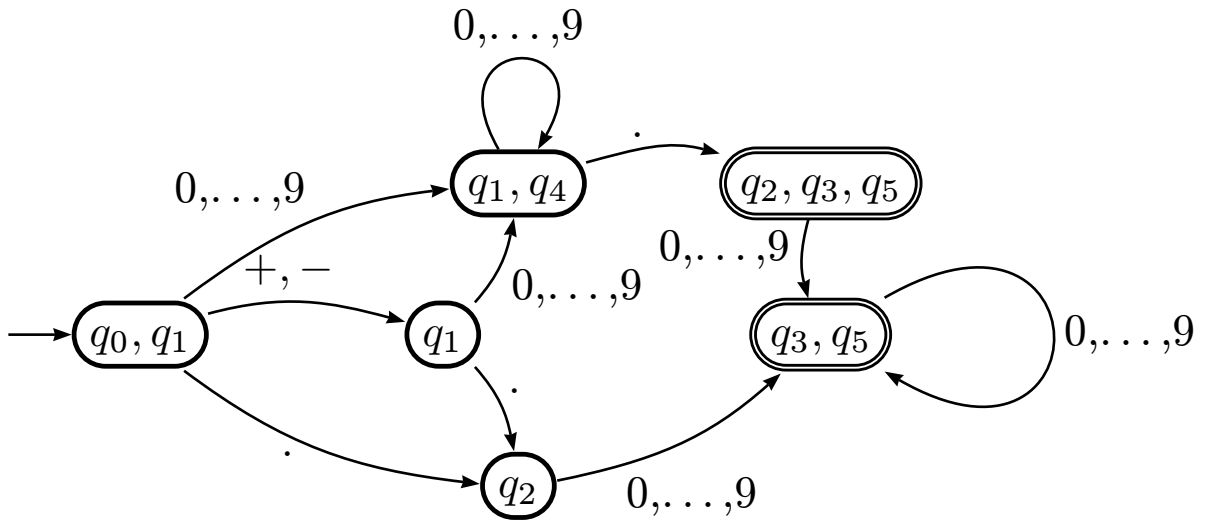 0,...,9
.
0,...,9
q1, q4
q2, q3, q5
+, −
0,...,9
0,...,9
q0, q1
q1
q3, q5
0,...,9
.
.
q2
0,...,9